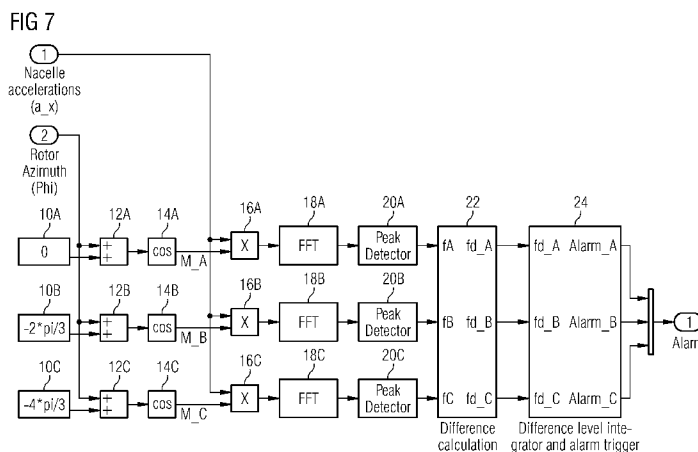 FIG 7
1
Nacelle
accelerations
(a_x)
2
Rotor
Azimuth
(Phi)
10A 12A 14A 16A 18A 20A 22 24
0 + + cos M_A X FFT Peak Detector fA fd_A fd_A Alarm_A
10B 12B 14B 16B 18B 20B
-2*pi/3 + + cos M_B X FFT Peak Detector fB fd_B fd_B Alarm_B 1
Alarm
10C 12C 14C 16C 18C 20C
-4*pi/3 + + cos M_C X FFT Peak Detector fC fd_C fd_C Alarm_C
Difference
calculation
Difference level inte-
grator and alarm trigger